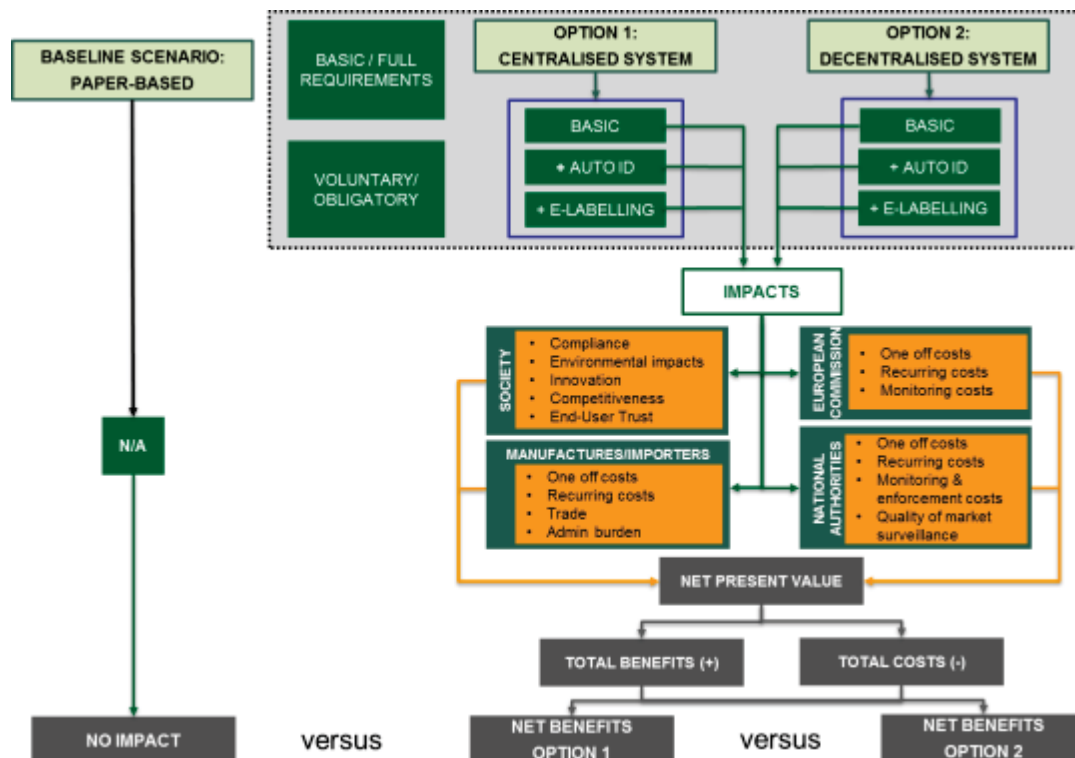 BASELINE SCENARIO:
PAPER-BASED
BASIC / FULL
REQUIREMENTS
VOLUNTARY/
OBLIGATORY
OPTION 1:
CENTRALISED SYSTEM
BASIC
+ AUTO ID
+ E-LABELLING
OPTION 2:
DECENTRALISED SYSTEM
BASIC
+ AUTO ID
+ E-LABELLING
IMPACTS
SOCIETY
• Compliance
• Environmental impacts
• Innovation
• Competitiveness
• End-User Trust
EUROPEAN
COMMISSION
• One off costs
• Recurring costs
• Monitoring costs
MANUFACTURES/IMPORTERS
• One off costs
• Recurring costs
• Trade
• Admin burden
NATIONAL
AUTHORITIES
• One off costs
• Recurring costs
• Monitoring &
enforcement costs
• Quality of market
surveillance
N/A
NET PRESENT VALUE
TOTAL BENEFITS (+)
TOTAL COSTS (-)
NO IMPACT
versus
NET BENEFITS
OPTION 1
versus
NET BENEFITS
OPTION 2